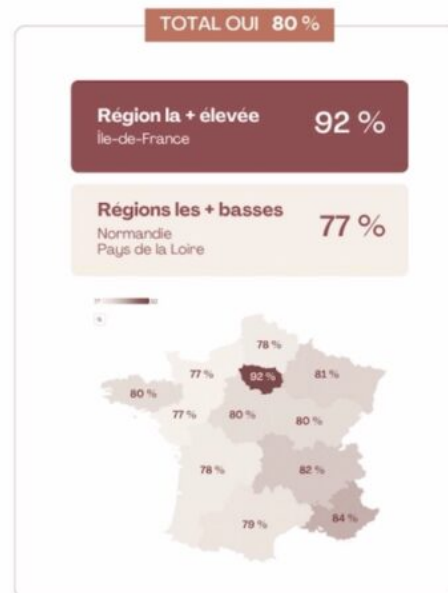 TOTAL OUI 80 %
Région la + élevée
Île-de-France
92 %
Régions les + basses
Normandie
Pays de la Loire
77 %
78 %
77 %
92 %
81 %
80 %
77 %
80 %
80 %
78 %
82 %
79 %
84 %